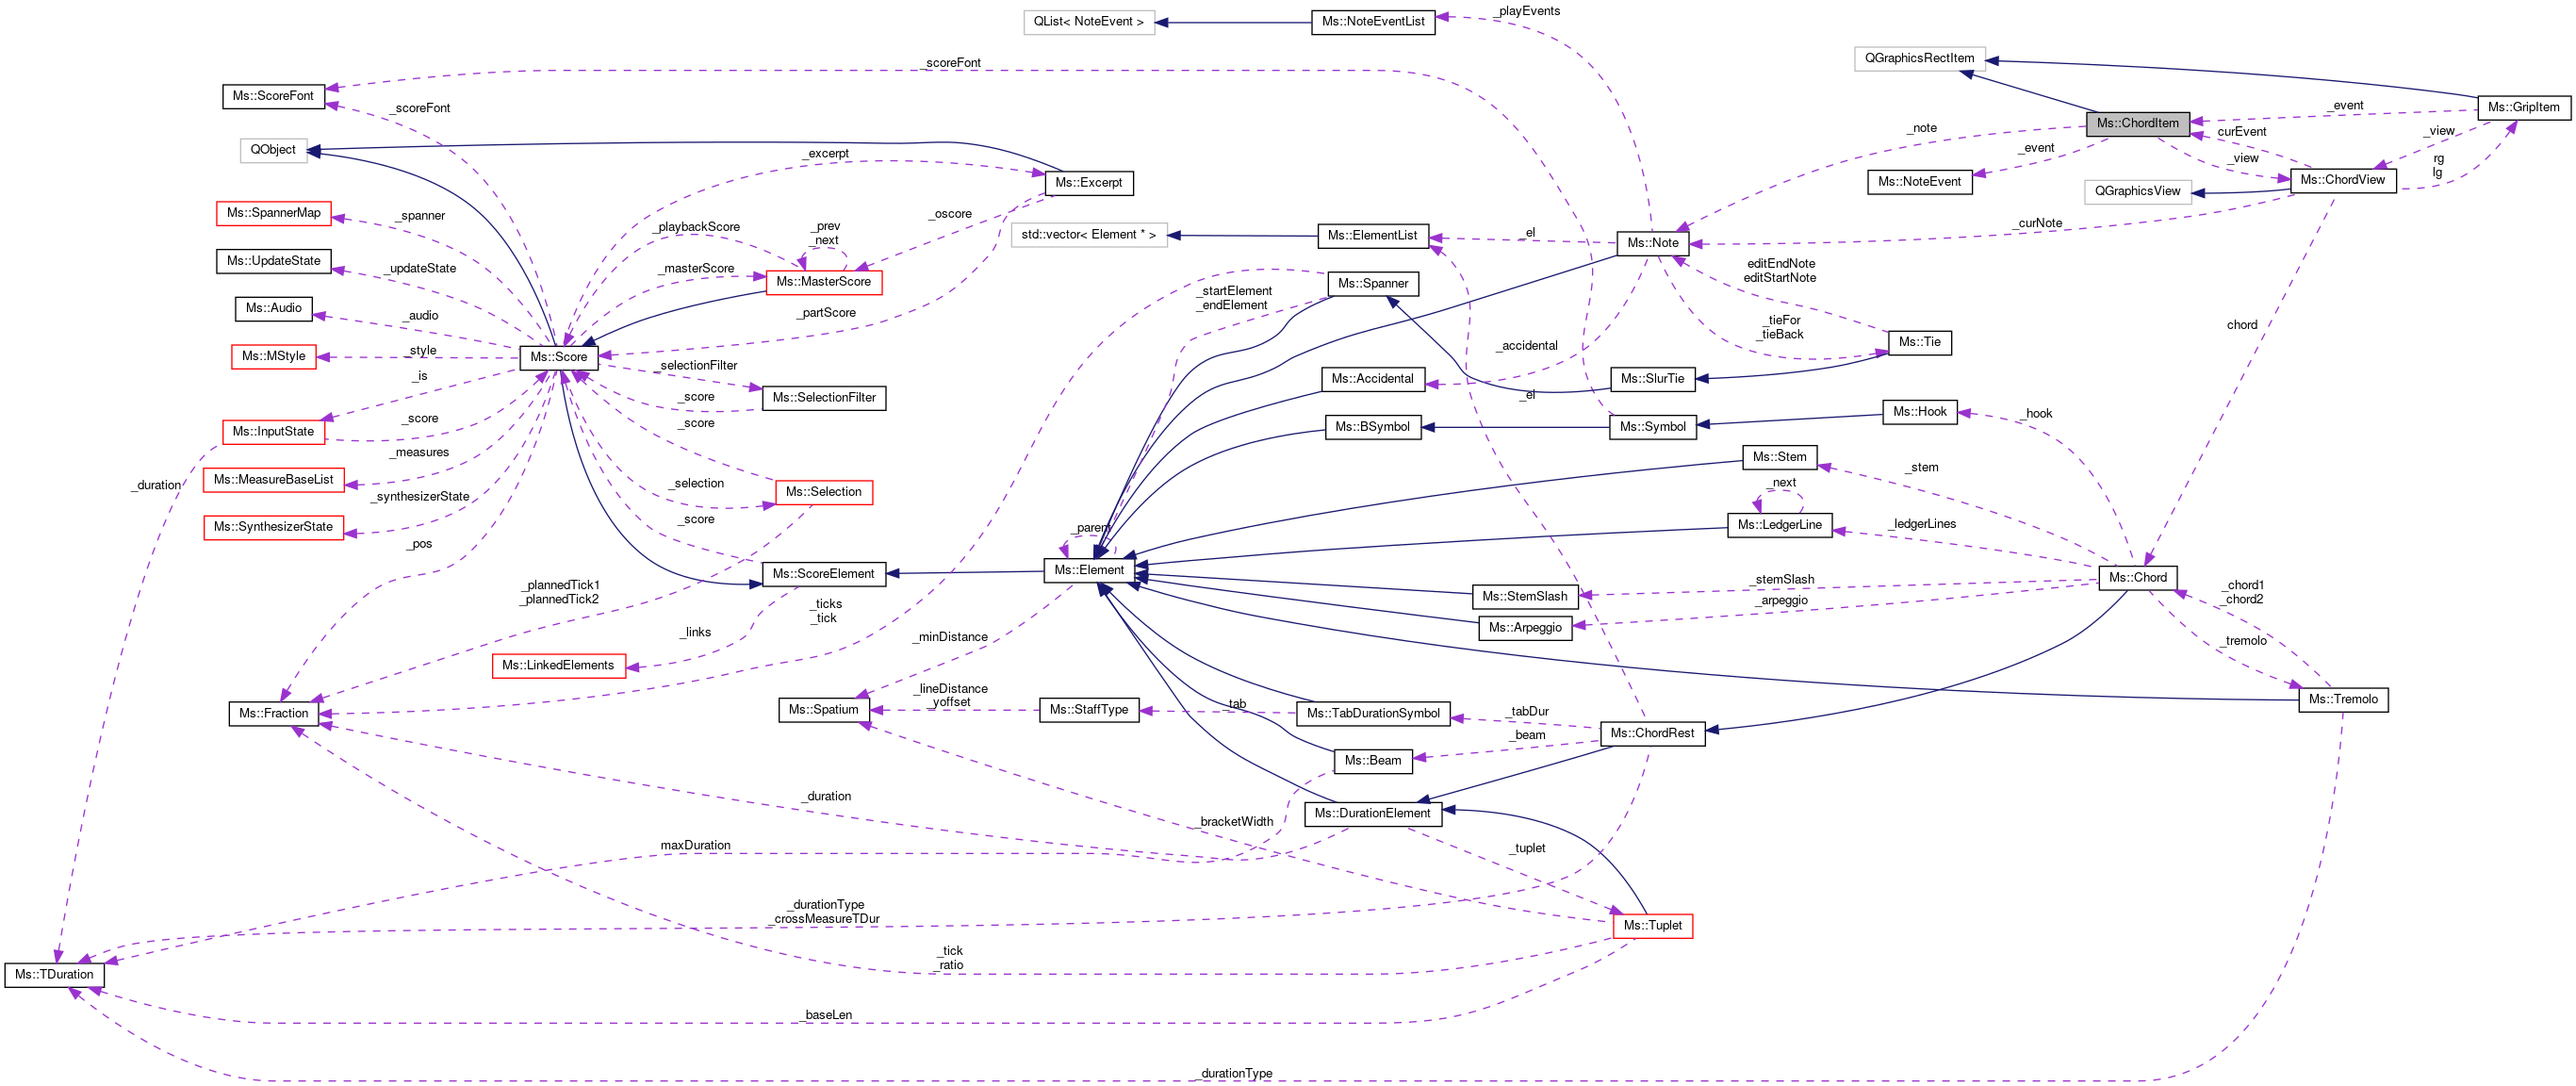 _playEvents
QList< NoteEvent >
Ms::NoteEventList
QGraphicsRectItem
_scoreFont
Ms::ScoreFont
_scoreFont
_event
Ms::GripItem
Ms::ChordItem
_note
curEvent
_view
QObject
_excerpt
_event
_view
rg
lg
Ms::Excerpt
Ms::NoteEvent
Ms::ChordView
QGraphicsView
Ms::SpannerMap
_spanner
_playbackScore
_prev
_next
_oscore
std::vector< Element * >
Ms::ElementList
_el
Ms::Note
_curNote
Ms::UpdateState
_updateState
_masterScore
Ms::MasterScore
Ms::Spanner
editEndNote
editStartNote
_startElement
_endElement
Ms::Audio
_audio
_partScore
_tieFor
_tieBack
chord
Ms::MStyle
_style
Ms::Score
_accidental
Ms::Tie
_selectionFilter
_is
Ms::Accidental
Ms::SlurTie
_score
Ms::SelectionFilter
_el
Ms::InputState
_score
_score
Ms::BSymbol
Ms::Symbol
Ms::Hook
_hook
_measures
Ms::MeasureBaseList
Ms::Stem
_stem
_duration
_synthesizerState
_selection
Ms::Selection
_next
Ms::SynthesizerState
_score
_parent
Ms::LedgerLine
_ledgerLines
_pos
Ms::ScoreElement
Ms::Element
Ms::Chord
_plannedTick1
_plannedTick2
_stemSlash
Ms::StemSlash
_chord1
_chord2
_ticks
_tick
_arpeggio
Ms::Arpeggio
_links
_minDistance
_tremolo
Ms::LinkedElements
_lineDistance
_yoffset
Ms::Tremolo
Ms::Fraction
Ms::Spatium
Ms::StaffType
_tab
Ms::TabDurationSymbol
_tabDur
_beam
Ms::ChordRest
Ms::Beam
_duration
Ms::DurationElement
_bracketWidth
maxDuration
_tuplet
_durationType
_crossMeasureTDur
Ms::Tuplet
_tick
_ratio
Ms::TDuration
_baseLen
_durationType